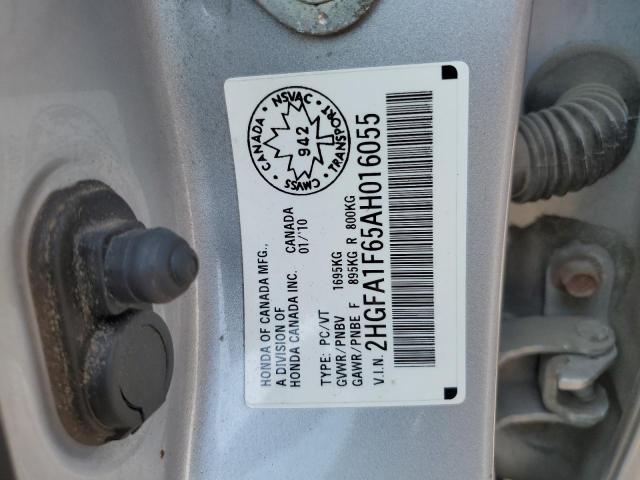 CANADA
NSVAC
TRANSPORT
CMVSS
942
HONDA OF CANADA MFG.,
A DIVISION OF
HONDA CANADA INC. CANADA
01/'10
TYPE: PC/VT
GVWR/PNBV 1695KG
GAWR/PNBE F 895KG R 800KG
V.I.N. 2HGFA1F65AH016055